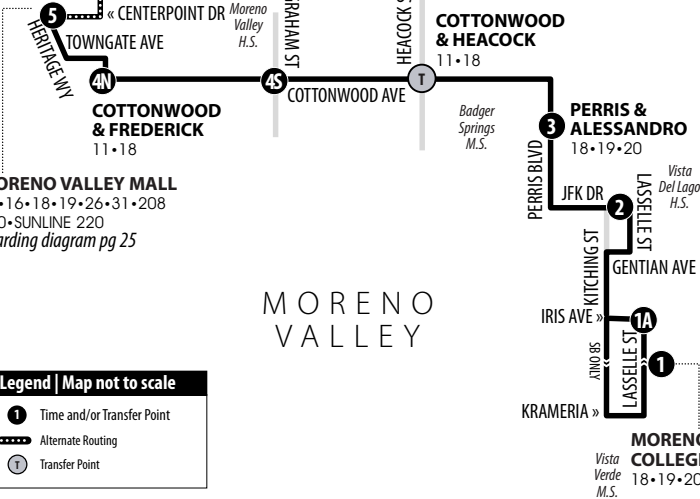 5
« CENTERPOINT DR
Moreno
Valley
H.S.
HERITAGE WY
TOWNGATE AVE
4N
COTTONWOOD
& FREDERICK
11•18
4S
COTTONWOOD AVE
T
COTTONWOOD
& HEACOCK
11•18
Badger
Springs
M.S.
3
PERRIS &
ALESSANDRO
18•19•20
PERRIS BLVD
JFK DR
2
LASSELLE ST
Vista
Del Lago
H.S.
KITCHING ST
GENTIAN AVE
VALLEY MALL
16•18•19•26•31•208
SUNLINE 220
diagram pg 25
MORENO
VALLEY
IRIS AVE »
1A
SB ONLY
LASSELLE ST
1
KRAMERIA »
Vista
Verde
M.S.
18•19•20
Legend | Map not to scale
1 Time and/or Transfer Point
Alternate Routing
T Transfer Point